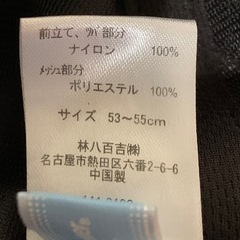 前立て、ﾂﾊﾞ部分
ナイロン 100%
ﾒｯｼｭ部分
ポリエステル 100%
サイズ 53〜55cm
林八百吉㈱
名古屋市熱田区六番2-6-6
中国製